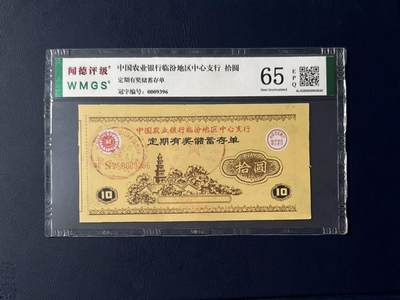 闻德评级
WMGS
中国农业银行临汾地区中心支行 拾圆
定期有奖储蓄存单
冠字编号: 0009396
65
EPQ
中国农业银行临汾地区中心支行
定期有奖储蓄存单
拾圆
10
10